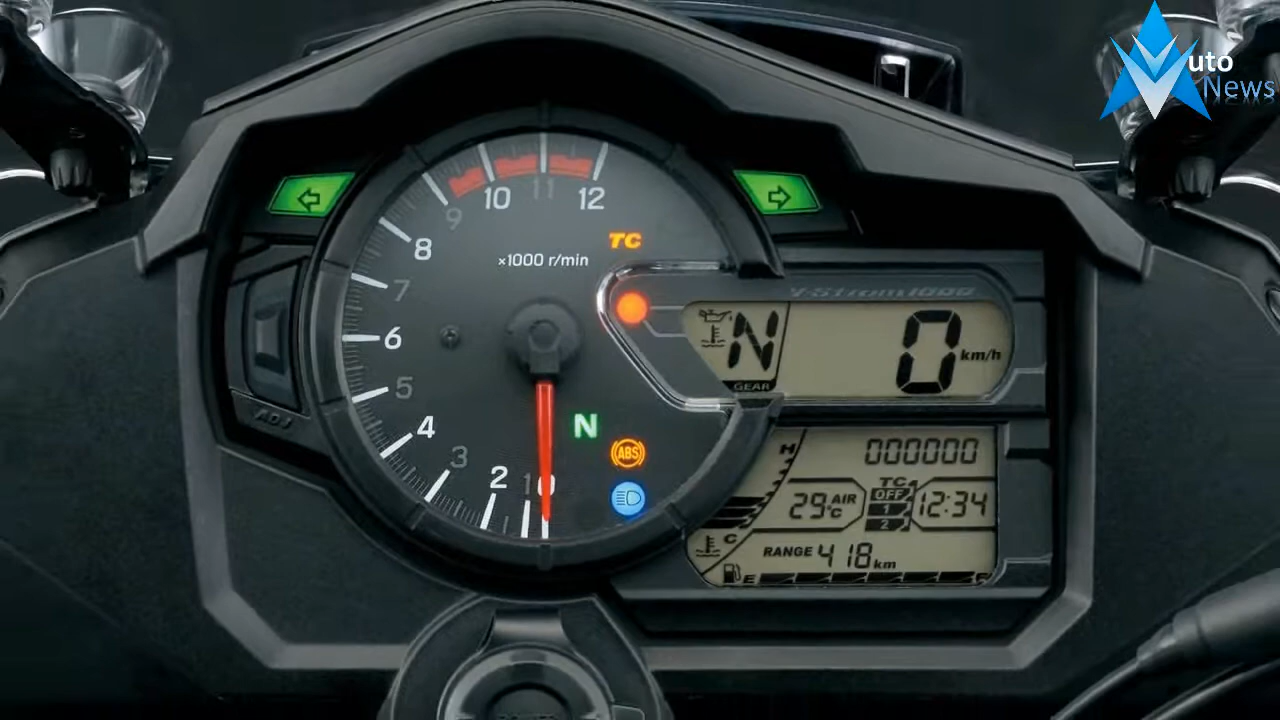 uto
News
10
11
12
9
8
7
6
5
4
3
2
1
0
×1000 r/min
TC
V-Strom1000
N
GEAR
0 km/h
ADJ
N
ABS
H
000000
29°C AIR
TC
OFF
1
2
12:34
C
RANGE 418 km
E
F